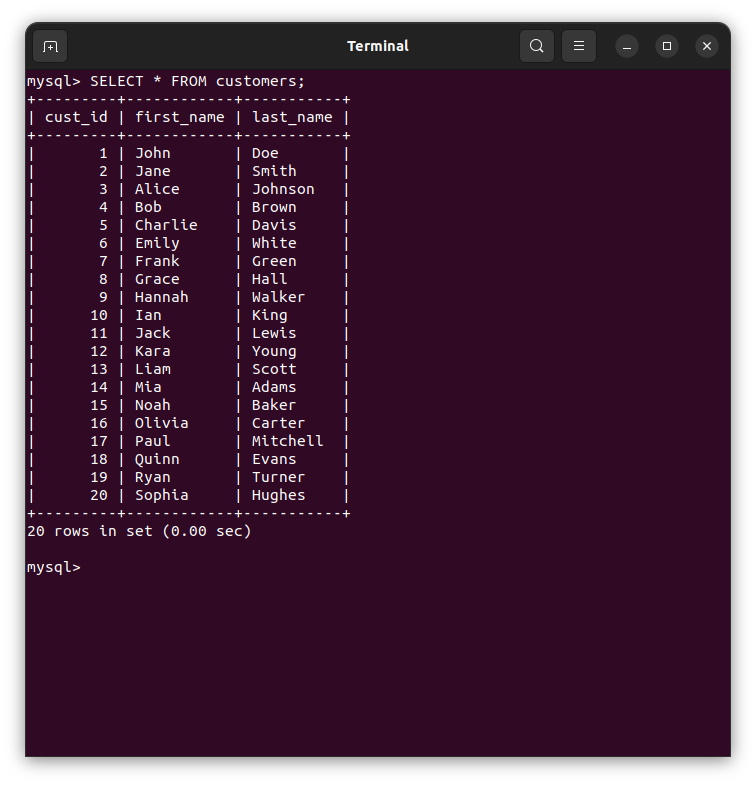 Terminal
mysql> SELECT * FROM customers;
+---------+------------+-----------+
| cust_id | first_name | last_name |
+---------+------------+-----------+
|       1 | John       | Doe       |
|       2 | Jane       | Smith     |
|       3 | Alice      | Johnson   |
|       4 | Bob        | Brown     |
|       5 | Charlie    | Davis     |
|       6 | Emily      | White     |
|       7 | Frank      | Green     |
|       8 | Grace      | Hall      |
|       9 | Hannah     | Walker    |
|      10 | Ian        | King      |
|      11 | Jack       | Lewis     |
|      12 | Kara       | Young     |
|      13 | Liam       | Scott     |
|      14 | Mia        | Adams     |
|      15 | Noah       | Baker     |
|      16 | Olivia     | Carter    |
|      17 | Paul       | Mitchell  |
|      18 | Quinn      | Evans     |
|      19 | Ryan       | Turner    |
|      20 | Sophia     | Hughes    |
+---------+------------+-----------+
20 rows in set (0.00 sec)
mysql>